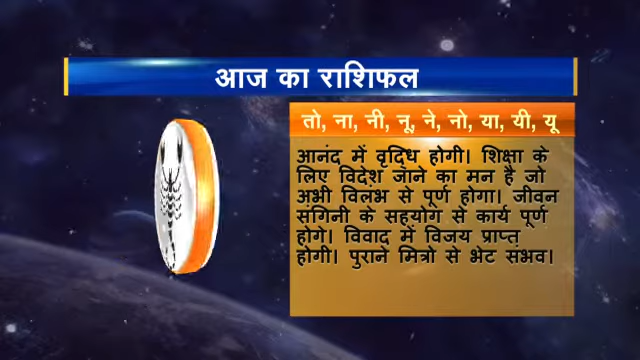 आज का राशिफल
तो, ना, नी, नू, ने, नो, या, यी, यू
आनंद में वृद्धि होगी। शिक्षा के
लिए विदेश जाने का मन है जो
अभी विलंभ से पूर्ण होगा। जीवन
संगिनी के सहयोग से कार्य पूर्ण
होगे। विवाद में विजय प्राप्त
होगी। पुराने मित्रो से भेट संभव।